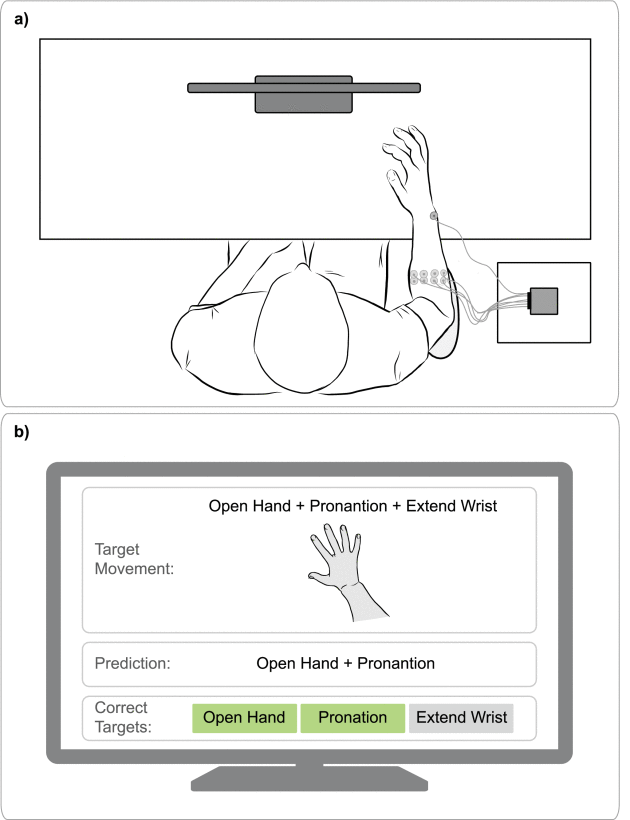 a)
b)
Open Hand + Pronantion + Extend Wrist
Target
Movement:
Prediction:
Open Hand + Pronantion
Correct
Targets:
Open Hand
Pronation
Extend Wrist